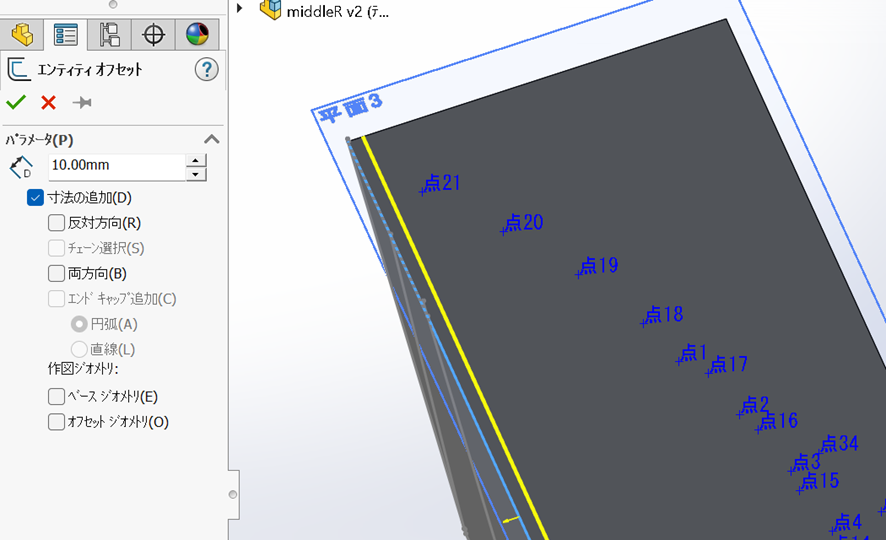 middleR v2 (ﾃ...
エンティティ オフセット
?
ﾊﾟﾗﾒｰﾀ(P)
D
10.00mm
寸法の追加(D)
反対方向(R)
ﾁｪｰﾝ選択(S)
両方向(B)
ｴﾝﾄﾞ ｷｬｯﾌﾟ追加(C)
円弧(A)
直線(L)
作図ｼﾞｵﾒﾄﾘ:
ﾍﾞｰｽ ｼﾞｵﾒﾄﾘ(E)
ｵﾌｾｯﾄ ｼﾞｵﾒﾄﾘ(O)
平面3
点21
点20
点19
点18
点1
点17
点2
点16
点34
点3
点15
点4